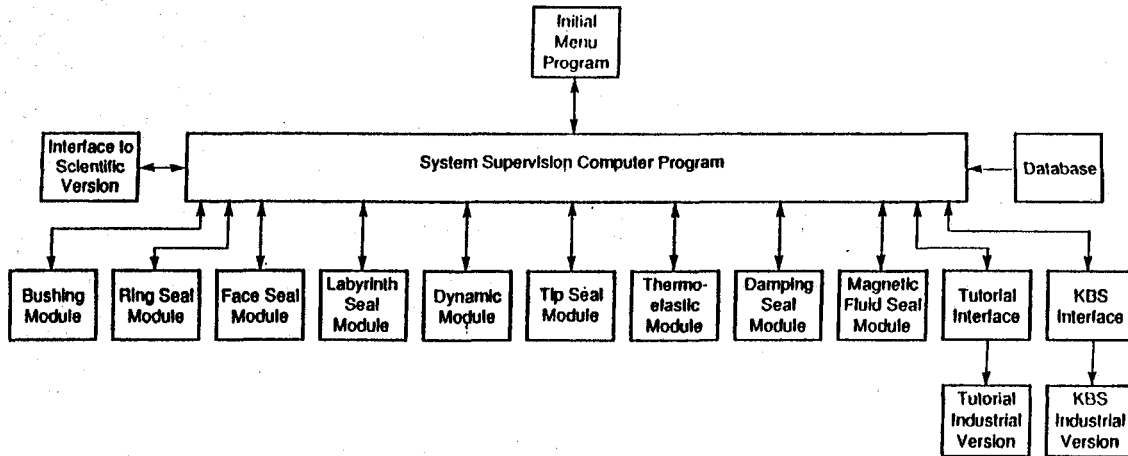 Initial
Menu
Program
Interface to
Scientific
Version
System Supervision Computer Program
Database
Bushing
Module
Ring Seal
Module
Face Seal
Module
Labyrinth
Seal
Module
Dynamic
Module
Tip Seal
Module
Thermo-
elastic
Module
Damping
Seal
Module
Magnetic
Fluid Seal
Module
Tutorial
Interface
KBS
Interface
Tutorial
Industrial
Version
KBS
Industrial
Version